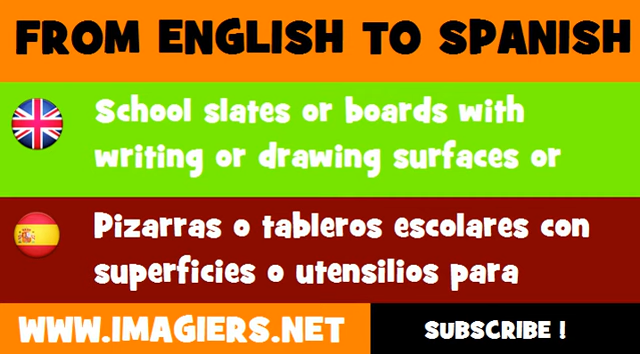 FROM ENGLISH TO SPANISH
School slates or boards with
writing or drawing surfaces or
Pizarras o tableros escolares con
superficies o utensilios para
WWW.IMAGIERS.NET
SUBSCRIBE !